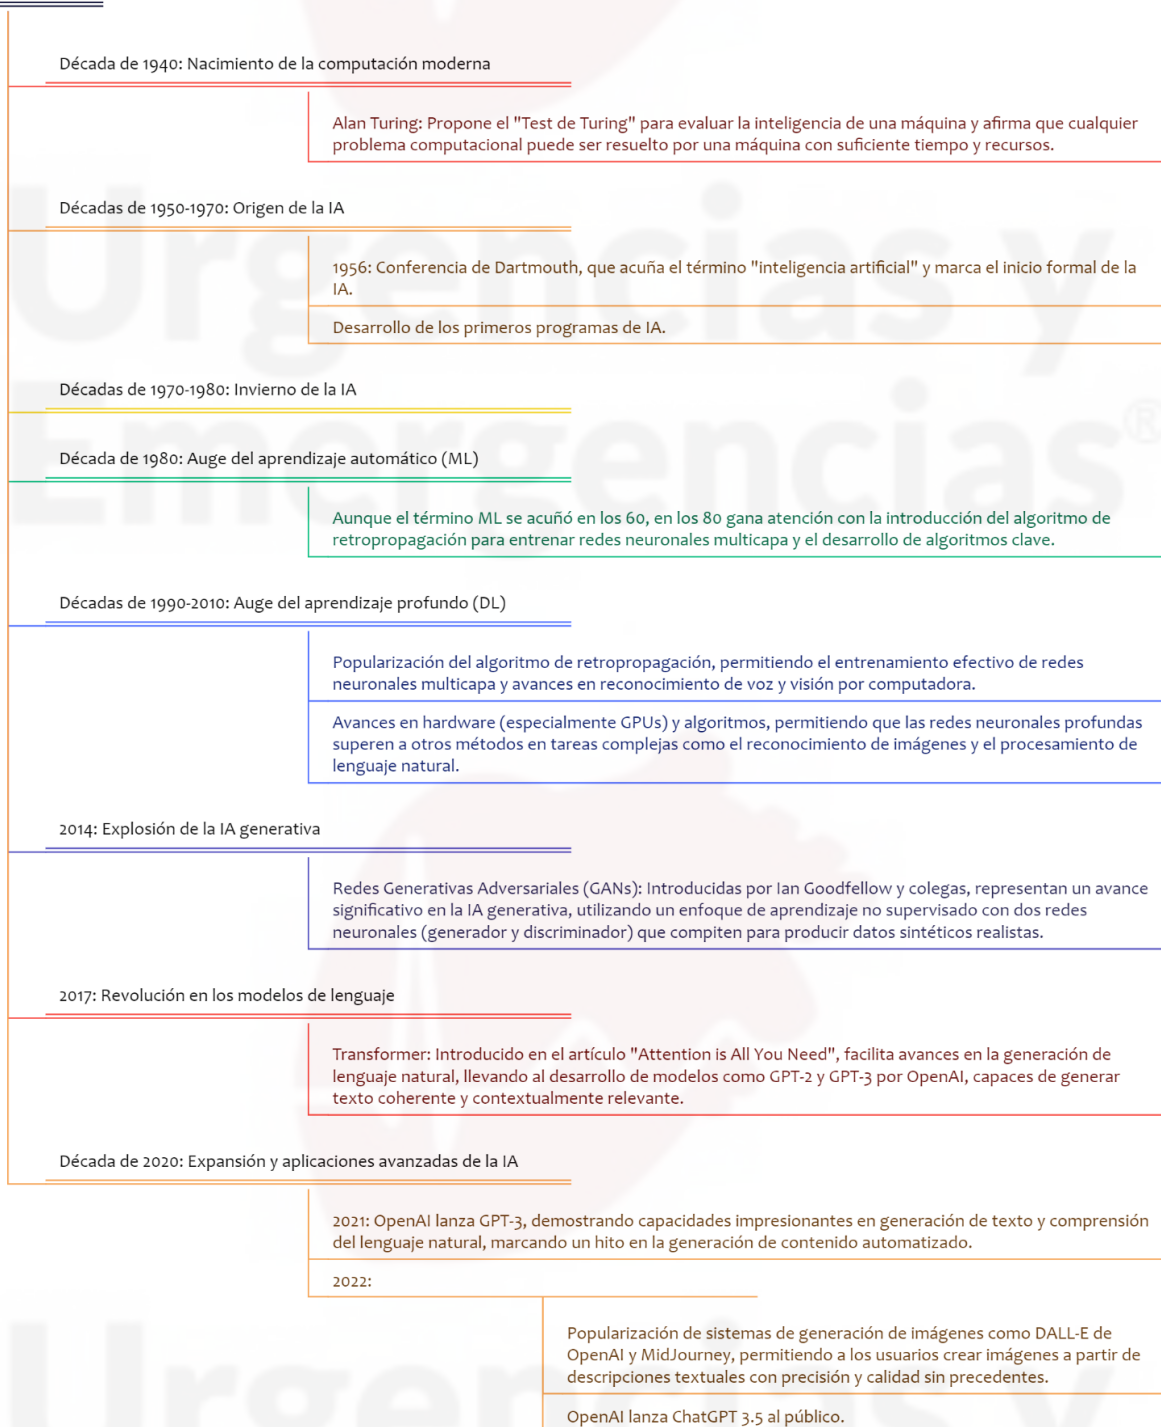 Década de 1940: Nacimiento de la computación moderna
Alan Turing: Propone el "Test de Turing" para evaluar la inteligencia de una máquina y afirma que cualquier
problema computacional puede ser resuelto por una máquina con suficiente tiempo y recursos.
Décadas de 1950-1970: Origen de la IA
1956: Conferencia de Dartmouth, que acuña el término "inteligencia artificial" y marca el inicio formal de la
IA.
Desarrollo de los primeros programas de IA.
Urgencias y
Décadas de 1970-1980: Invierno de la IA
Emergencias®
Década de 1980: Auge del aprendizaje automático (ML)
Aunque el término ML se acuñó en los 60, en los 80 gana atención con la introducción del algoritmo de
retropropagación para entrenar redes neuronales multicapa y el desarrollo de algoritmos clave.
Décadas de 1990-2010: Auge del aprendizaje profundo (DL)
Popularización del algoritmo de retropropagación, permitiendo el entrenamiento efectivo de redes
neuronales multicapa y avances en reconocimiento de voz y visión por computadora.
Avances en hardware (especialmente GPUs) y algoritmos, permitiendo que las redes neuronales profundas
superen a otros métodos en tareas complejas como el reconocimiento de imágenes y el procesamiento de
lenguaje natural.
2014: Explosión de la IA generativa
Redes Generativas Adversariales (GANs): Introducidas por Ian Goodfellow y colegas, representan un avance
significativo en la IA generativa, utilizando un enfoque de aprendizaje no supervisado con dos redes
neuronales (generador y discriminador) que compiten para producir datos sintéticos realistas.
2017: Revolución en los modelos de lenguaje
Transformer: Introducido en el artículo "Attention is All You Need", facilita avances en la generación de
lenguaje natural, llevando al desarrollo de modelos como GPT-2 y GPT-3 por OpenAI, capaces de generar
texto coherente y contextualmente relevante.
Década de 2020: Expansión y aplicaciones avanzadas de la IA
2021: OpenAI lanza GPT-3, demostrando capacidades impresionantes en generación de texto y comprensión
del lenguaje natural, marcando un hito en la generación de contenido automatizado.
2022:
Popularización de sistemas de generación de imágenes como DALL-E de
OpenAI y MidJourney, permitiendo a los usuarios crear imágenes a partir de
descripciones textuales con precisión y calidad sin precedentes.
OpenAI lanza ChatGPT 3.5 al público.
Urgencias y